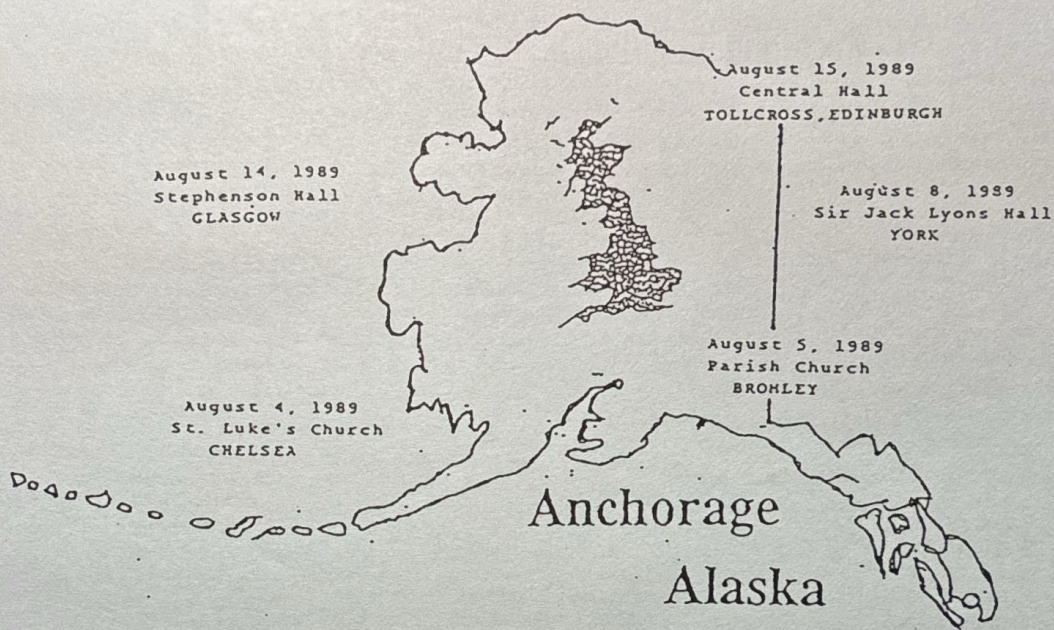 August 15, 1989
Central Hall
TOLLCROSS, EDINBURGH
August 14, 1989
Stephenson Hall
GLASGOW
August 8, 1989
Sir Jack Lyons Hall
YORK
August 5, 1989
Parish Church
BROMLEY
August 4, 1989
St. Luke's Church
CHELSEA
Anchorage
Alaska